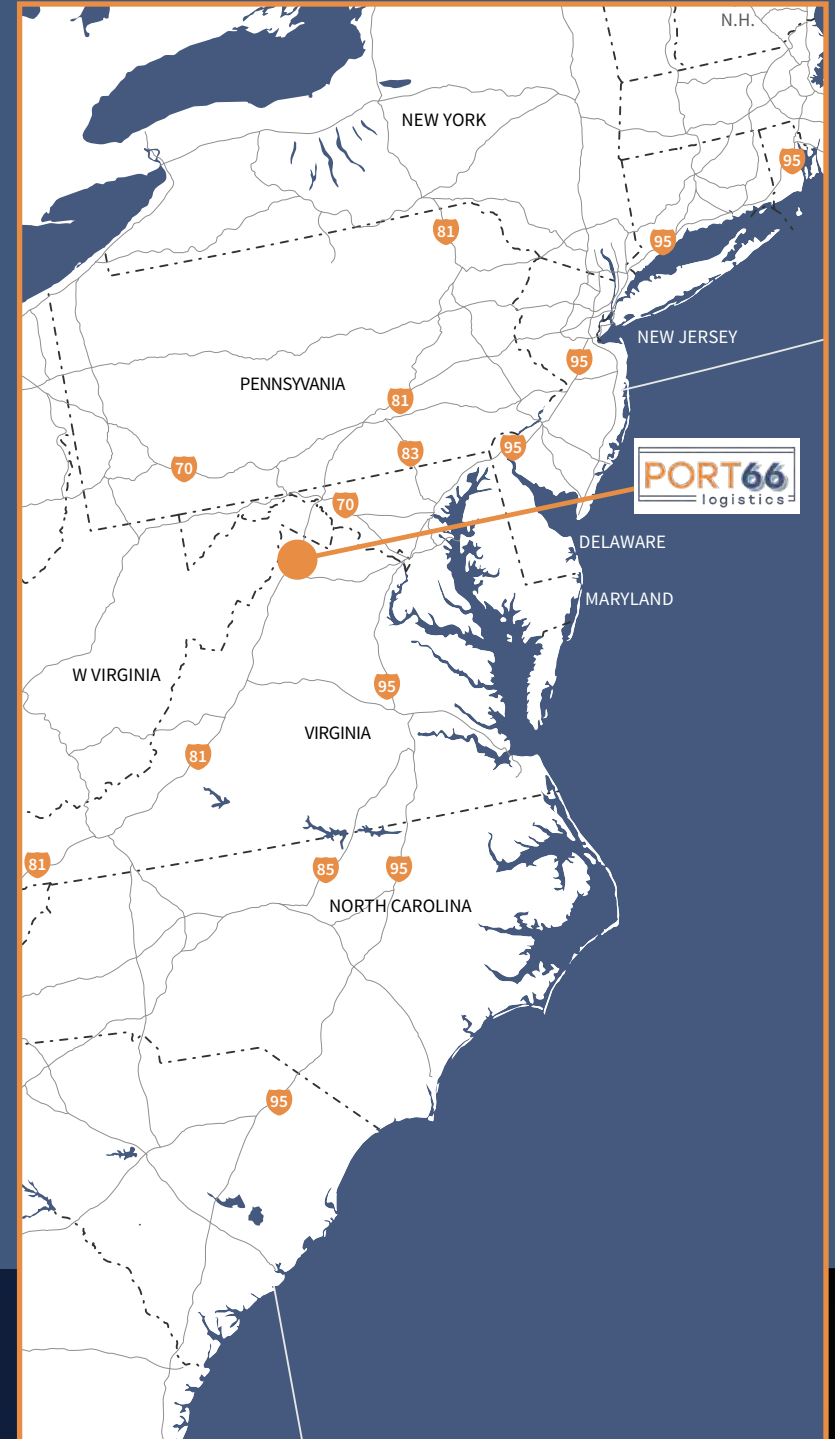 N.H.
NEW YORK
95
81
95
NEW JERSEY
95
PENNSYVANIA
81
95
83
70
PORT66
logistics
70
DELAWARE
MARYLAND
W VIRGINIA
95
VIRGINIA
81
81
85
95
NORTH CAROLINA
95